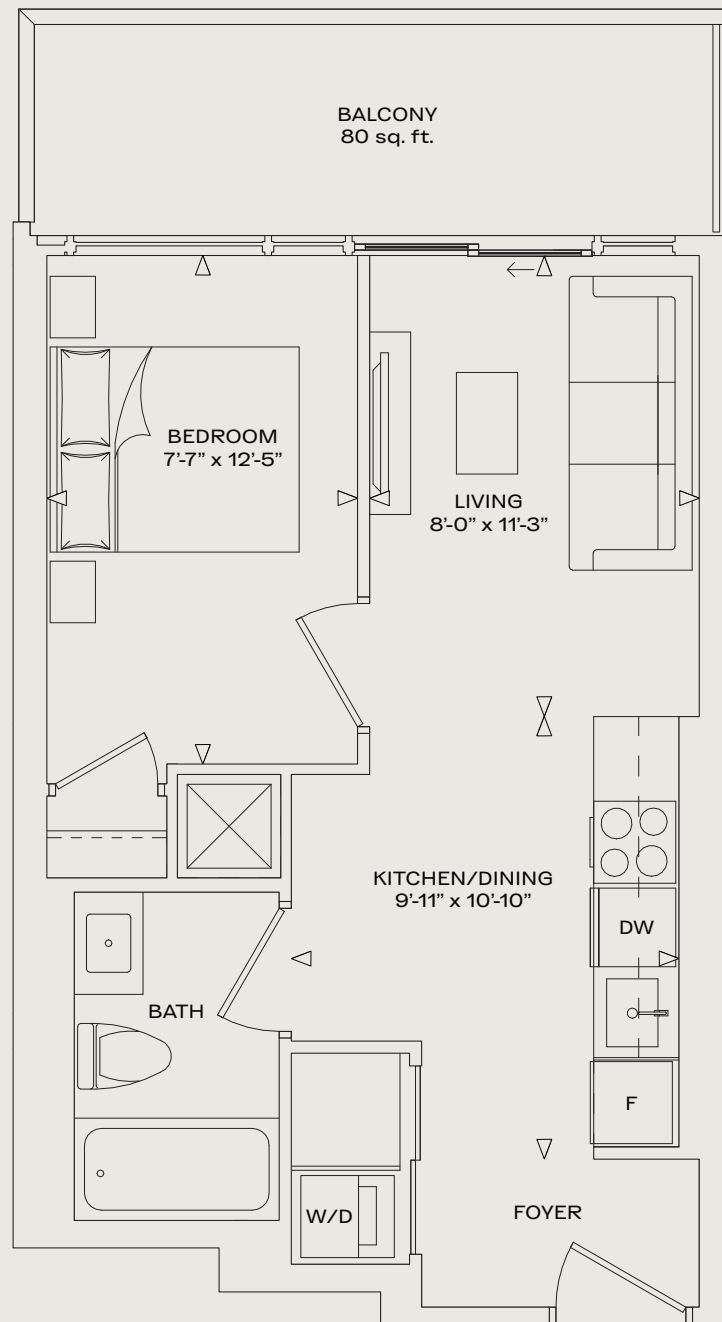 BALCONY
80 sq. ft.
BEDROOM
7'-7" x 12'-5"
LIVING
8'-0" x 11'-3"
KITCHEN/DINING
9'-11" x 10'-10"
DW
BATH
F
W/D
FOYER